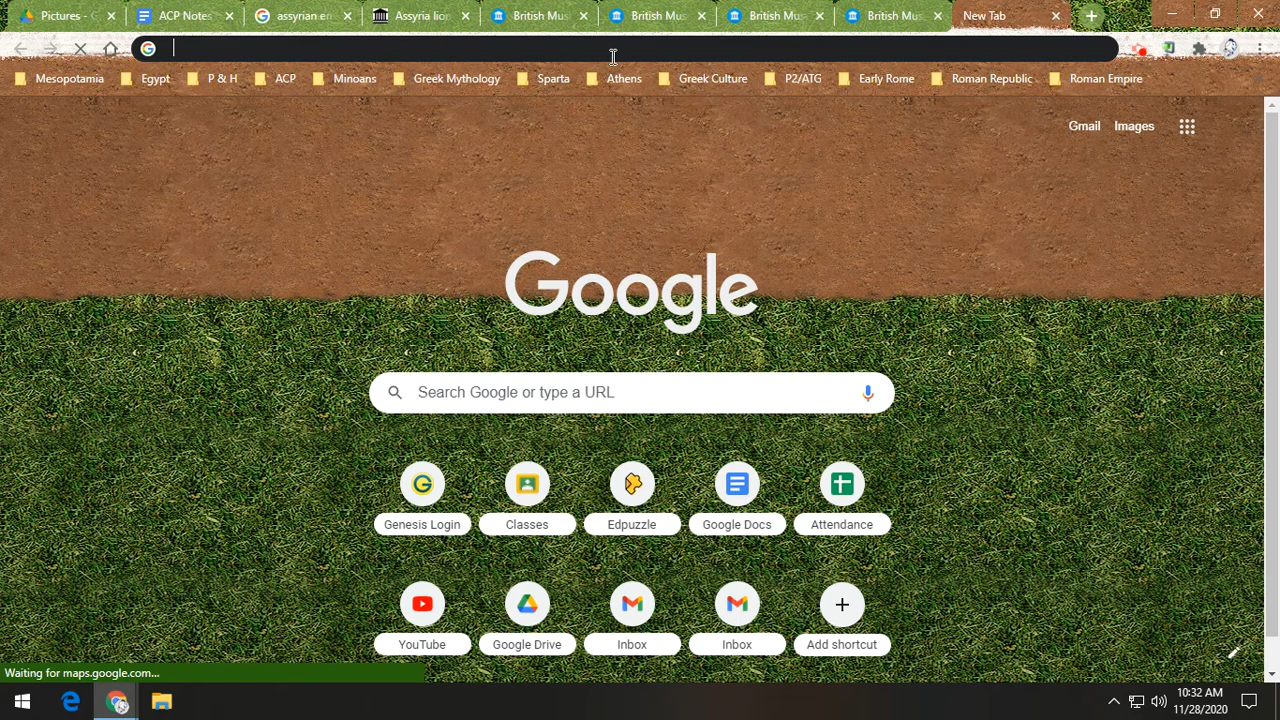 Pictures - G ACP Notes assyrian em Assyria lion British Mus British Mus British Mus British Mus New Tab
Mesopotamia Egypt P & H ACP Minoans Greek Mythology Sparta Athens Greek Culture P2/ATG Early Rome Roman Republic Roman Empire
Gmail Images
Google
Search Google or type a URL
Genesis Login Classes Edpuzzle Google Docs Attendance
YouTube Google Drive Inbox Inbox Add shortcut
Waiting for maps.google.com...
10:32 AM
11/28/2020